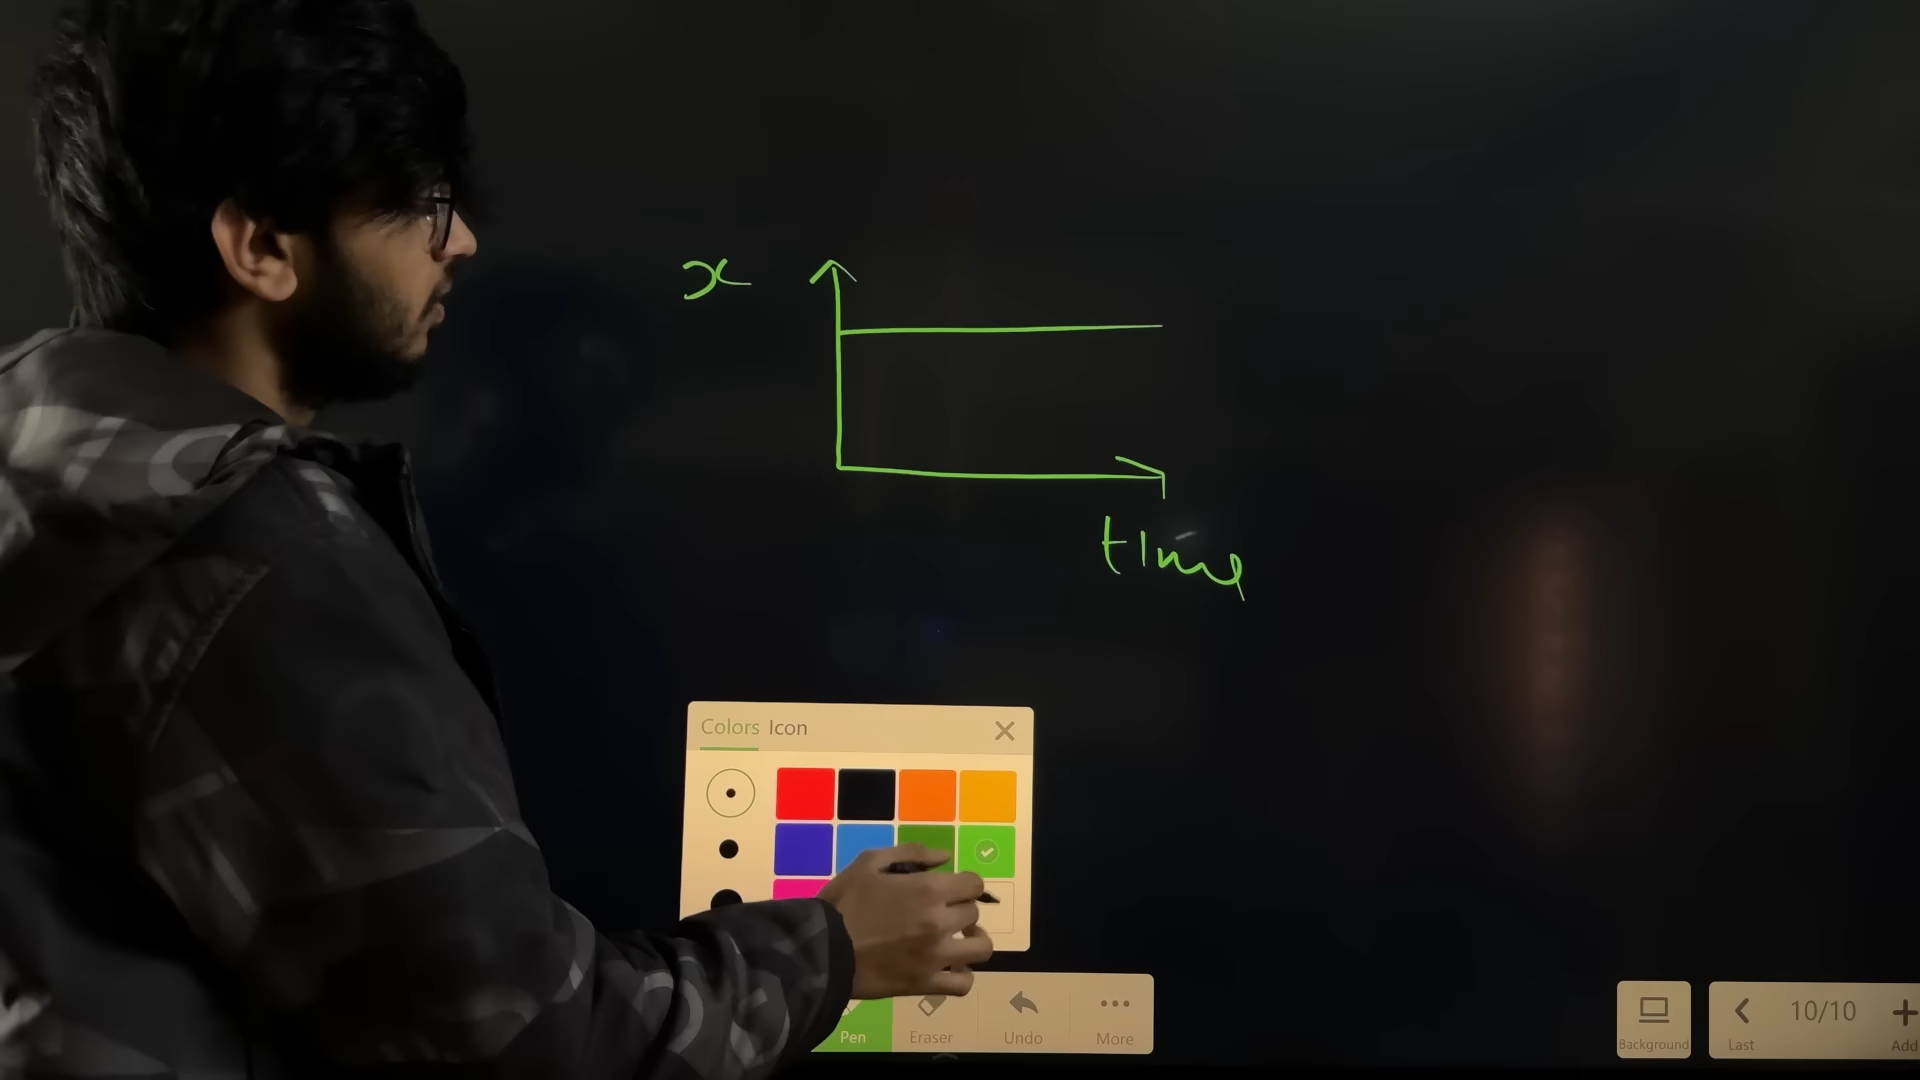 x
time
Colors Icon
Pen Eraser Undo More
Background
10/10
Last Add